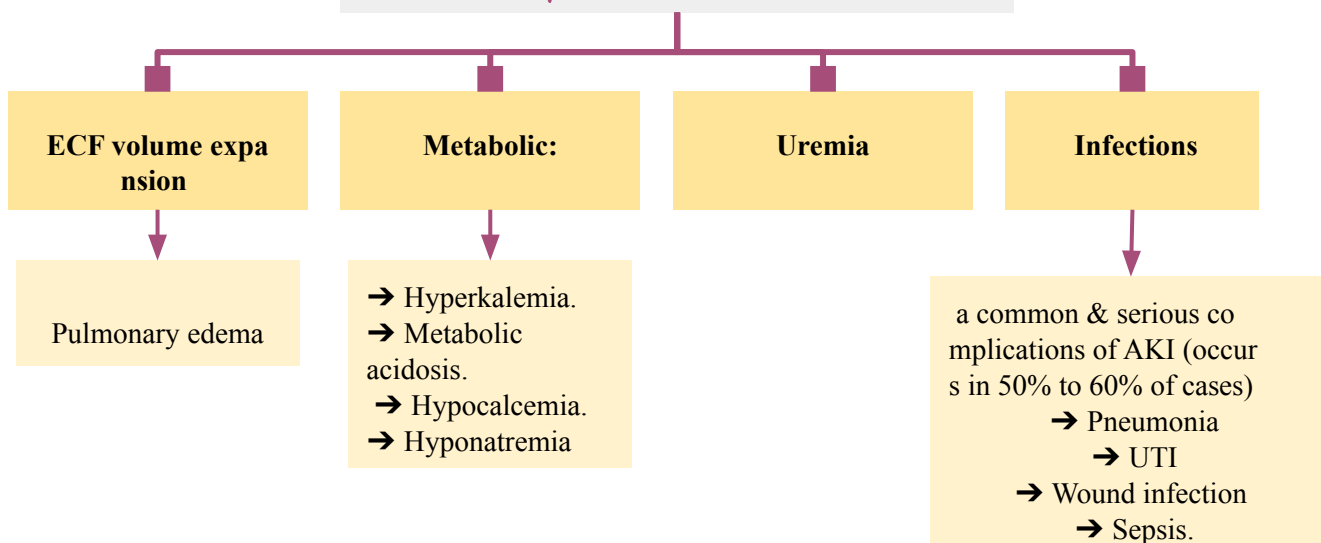 ECF volume expa
nsion
Metabolic:
Uremia
Infections
Pulmonary edema
➔ Hyperkalemia.
➔ Metabolic
acidosis.
➔ Hypocalcemia.
➔ Hyponatremia
a common & serious co
mplications of AKI (occur
s in 50% to 60% of cases)
➔ Pneumonia
➔ UTI
➔ Wound infection
➔ Sepsis.